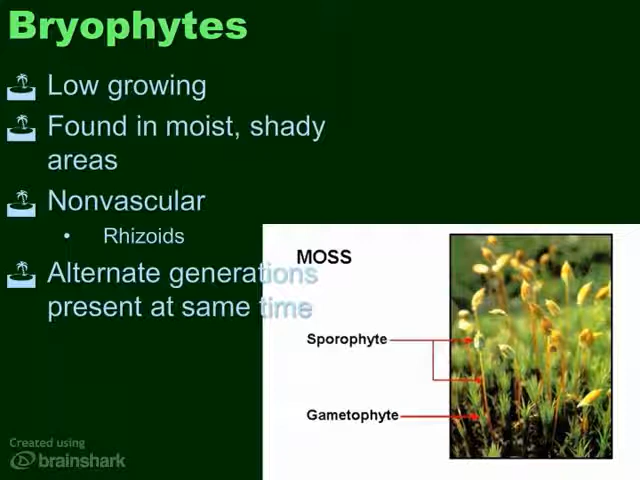 Bryophytes
Low growing
Found in moist, shady
areas
Nonvascular
• Rhizoids
Alternate generations
present at same time
MOSS
Sporophyte
Gametophyte
Created using
brainshark